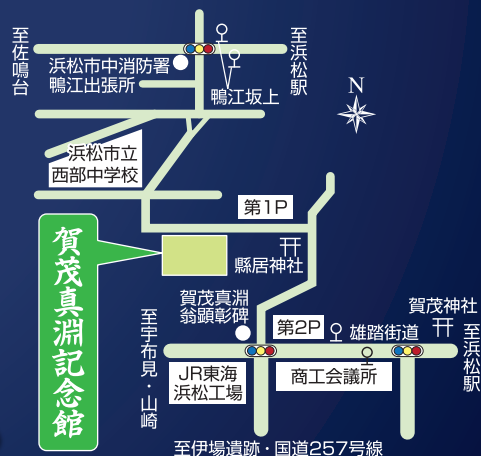 至佐鳴台
至浜松駅
浜松市中消防署
鴨江出張所
鴨江坂上
N
浜松市立
西部中学校
第1P
縣居神社
賀茂真淵記念館
賀茂真淵
翁顕彰碑
至宇布見・山崎
第2P
雄踏街道
賀茂神社
至浜松駅
JR東海
浜松工場
商工会議所
至伊場遺跡・国道257号線